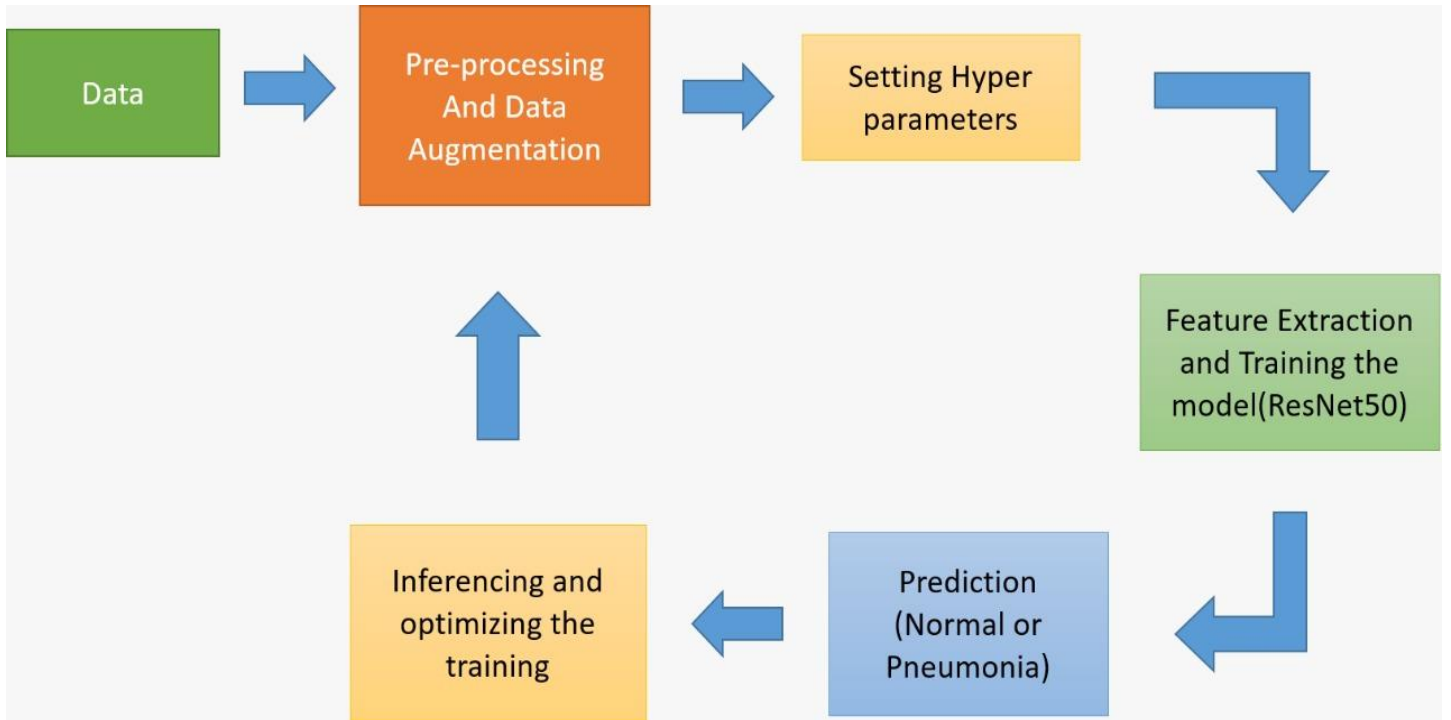 Data
Pre-processing
And Data
Augmentation
Setting Hyper
parameters
Feature Extraction
and Training the
model(ResNet50)
Prediction
(Normal or
Pneumonia)
Inferencing and
optimizing the
training